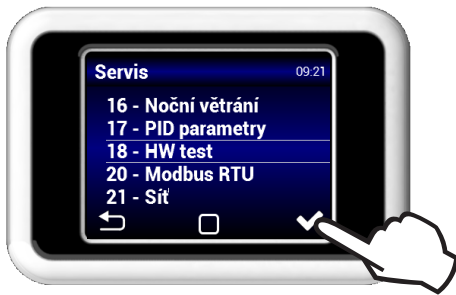 Servis 09:21
16 - Noční větrání
17 - PID parametry
18 - HW test
20 - Modbus RTU
21 - Síť